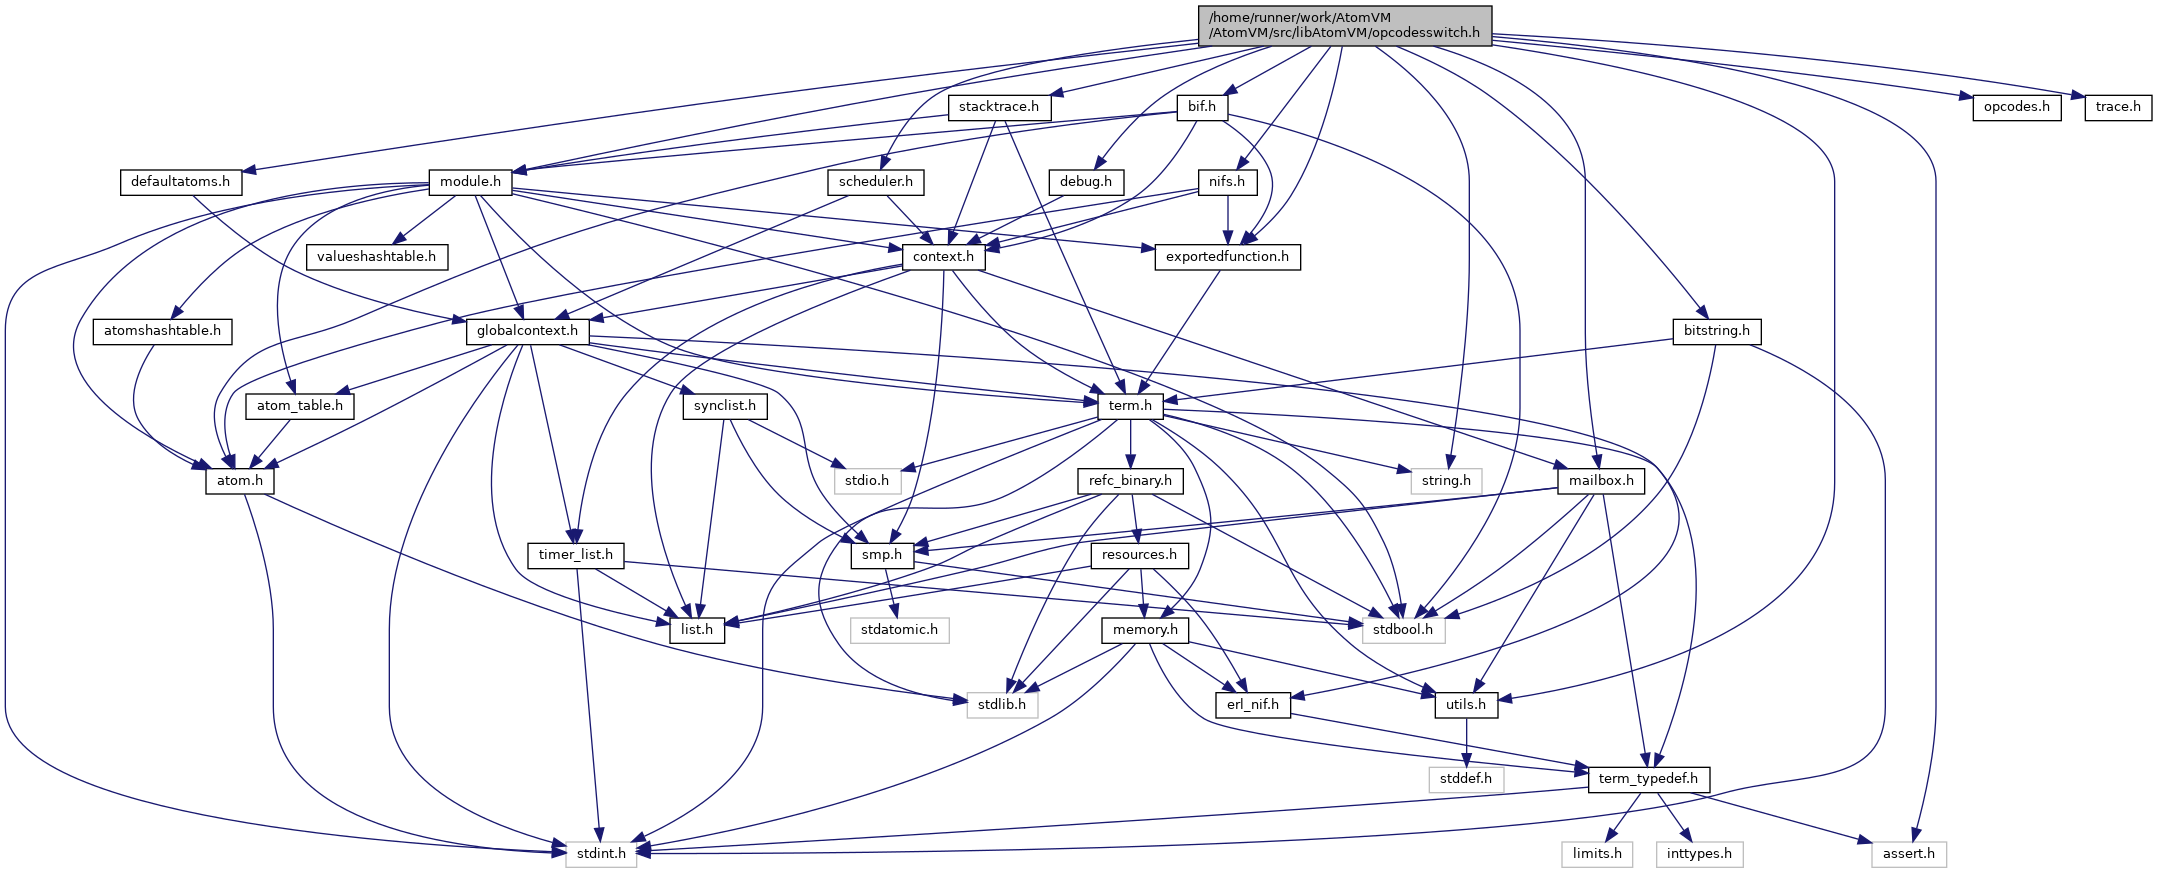 /home/runner/work/AtomVM
/AtomVM/src/libAtomVM/opcodesswitch.h
stacktrace.h
bif.h
opcodes.h
trace.h
defaultatoms.h
module.h
scheduler.h
debug.h
nifs.h
valueshashtable.h
context.h
exportedfunction.h
atomshashtable.h
globalcontext.h
bitstring.h
atom_table.h
synclist.h
term.h
atom.h
stdio.h
refc_binary.h
string.h
mailbox.h
timer_list.h
smp.h
resources.h
list.h
stdatomic.h
memory.h
stdbool.h
stdlib.h
erl_nif.h
utils.h
stddef.h
term_typedef.h
stdint.h
limits.h
inttypes.h
assert.h